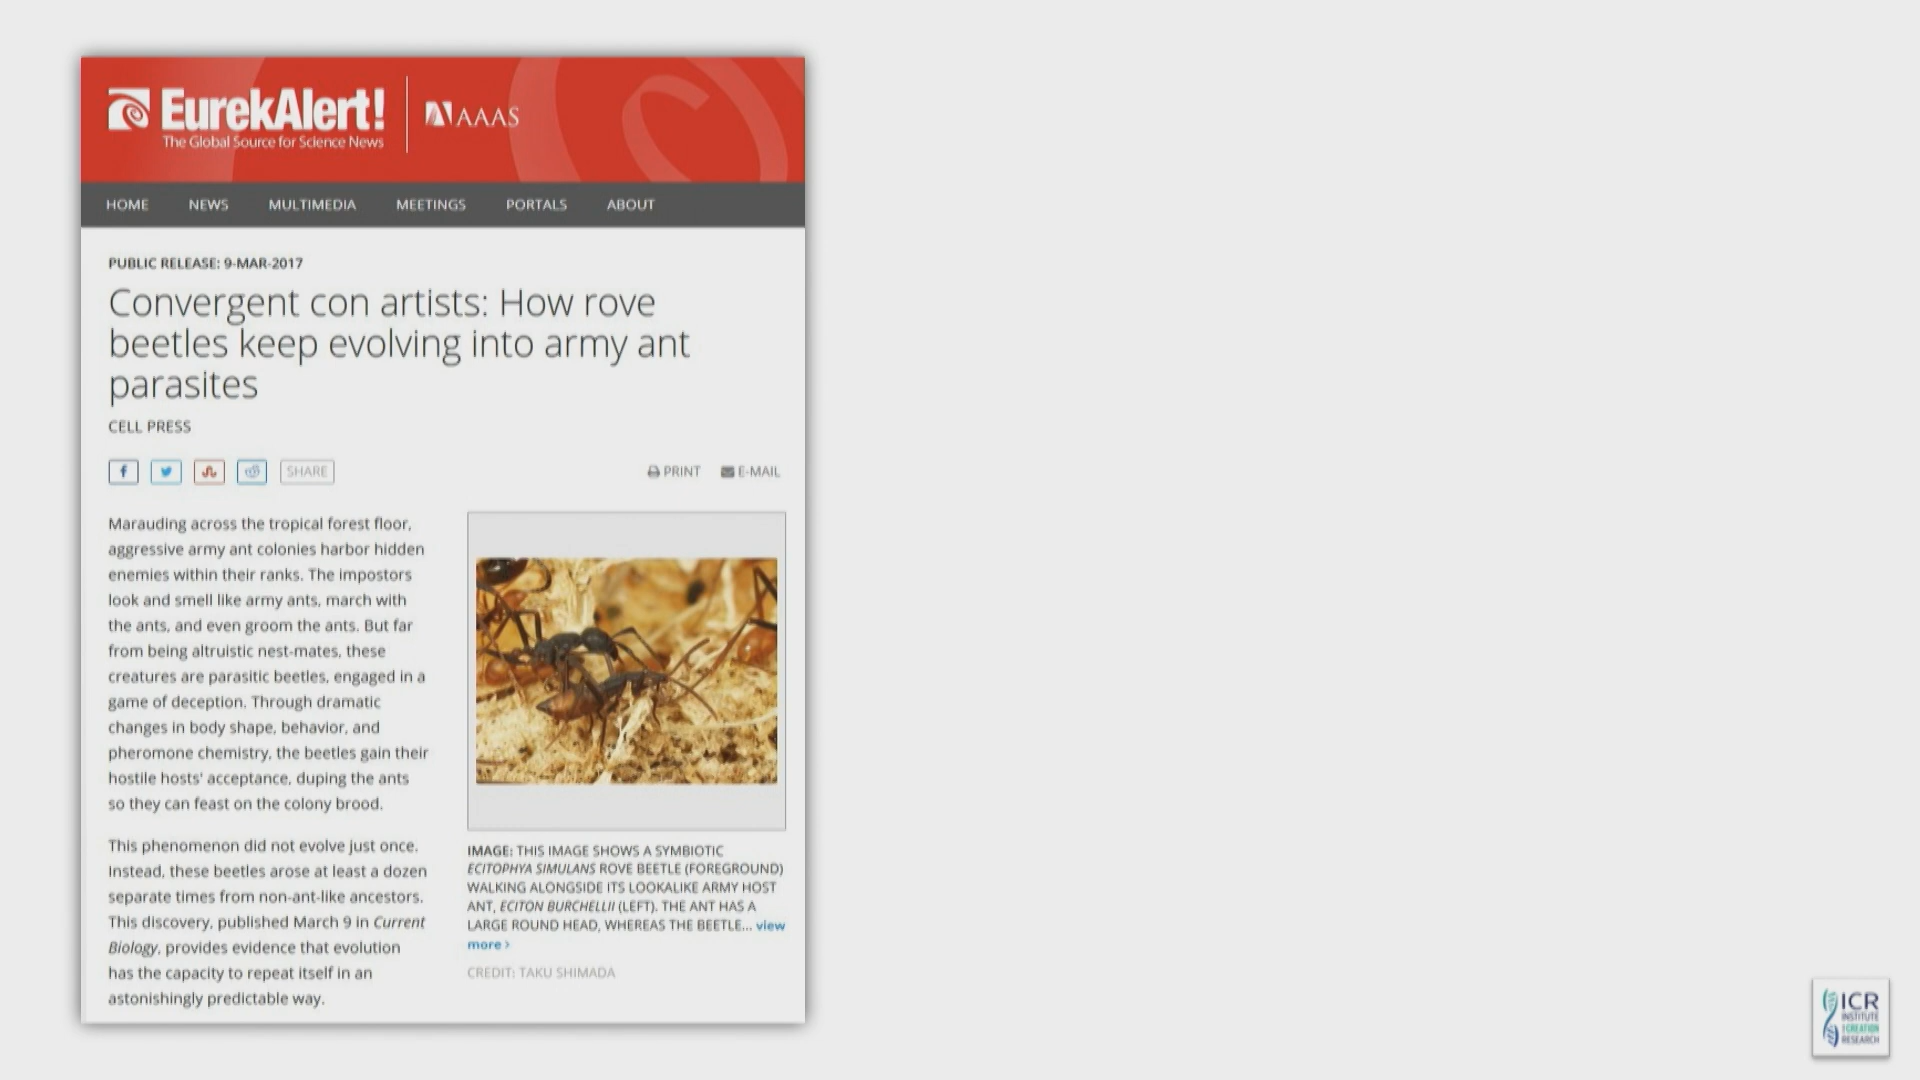 EurekAlert!
The Global Source for Science News
AAAS
HOME NEWS MULTIMEDIA MEETINGS PORTALS ABOUT
PUBLIC RELEASE: 9-MAR-2017
Convergent con artists: How rove
beetles keep evolving into army ant
parasites
CELL PRESS
SHARE
PRINT E-MAIL
Marauding across the tropical forest floor,
aggressive army ant colonies harbor hidden
enemies within their ranks. The impostors
look and smell like army ants, march with
the ants, and even groom the ants. But far
from being altruistic nest-mates, these
creatures are parasitic beetles, engaged in a
game of deception. Through dramatic
changes in body shape, behavior, and
pheromone chemistry, the beetles gain their
hostile hosts' acceptance, duping the ants
so they can feast on the colony brood.
This phenomenon did not evolve just once.
Instead, these beetles arose at least a dozen
separate times from non-ant-like ancestors.
This discovery, published March 9 in Current
Biology, provides evidence that evolution
has the capacity to repeat itself in an
astonishingly predictable way.
IMAGE: THIS IMAGE SHOWS A SYMBIOTIC
ECITOPHYA SIMULANS ROVE BEETLE (FOREGROUND)
WALKING ALONGSIDE ITS LOOKALIKE ARMY HOST
ANT, ECITON BURCHELLII (LEFT). THE ANT HAS A
LARGE ROUND HEAD, WHEREAS THE BEETLE... view
more >
CREDIT: TAKU SHIMADA
ICR
INSTITUTE
for CREATION
RESEARCH